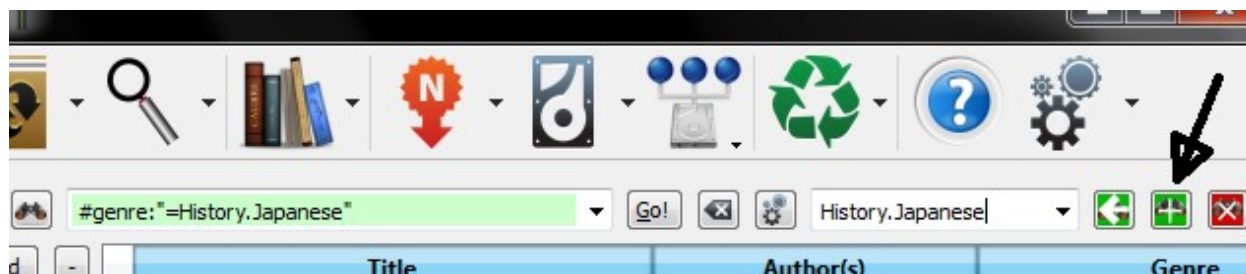 N
?
#genre:"=History.Japanese"
Go!
History.Japanese
d
-
Title
Author(s)
Genre